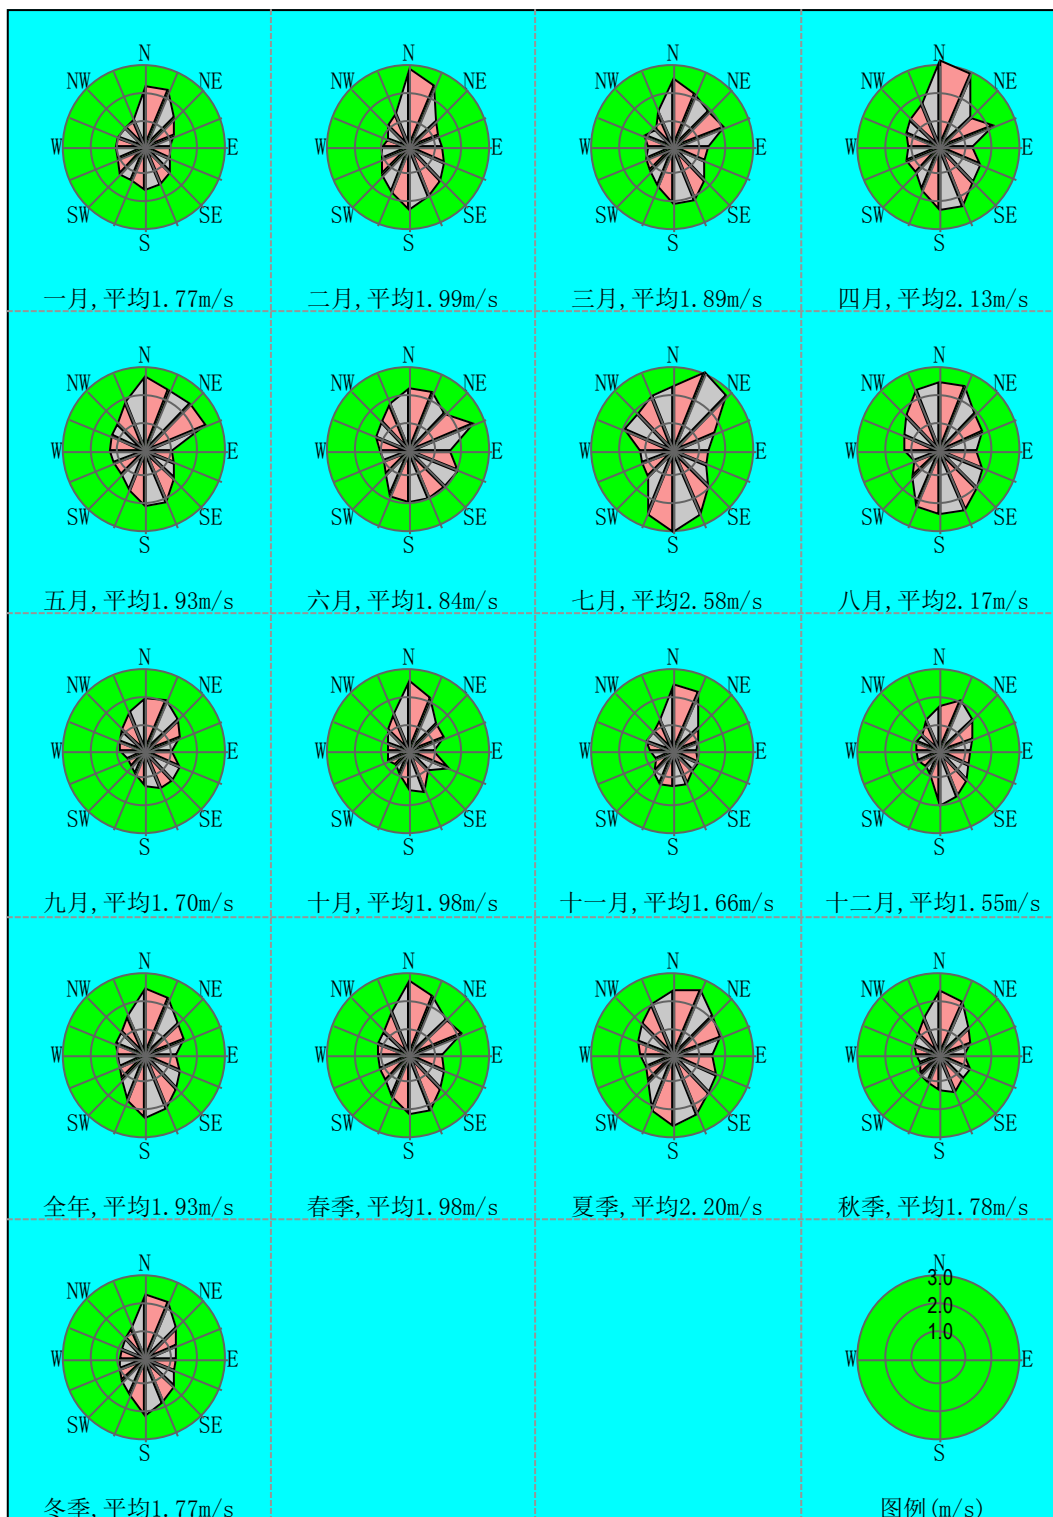 N
NW NE
W E
SW SE
S
一月,平均1.77m/s
N
NW NE
W E
SW SE
S
二月,平均1.99m/s
N
NW NE
W E
SW SE
S
三月,平均1.89m/s
N
NW NE
W E
SW SE
S
四月,平均2.13m/s
N
NW NE
W E
SW SE
S
五月,平均1.93m/s
N
NW NE
W E
SW SE
S
六月,平均1.84m/s
N
NW NE
W E
SW SE
S
七月,平均2.58m/s
N
NW NE
W E
SW SE
S
八月,平均2.17m/s
N
NW NE
W E
SW SE
S
九月,平均1.70m/s
N
NW NE
W E
SW SE
S
十月,平均1.98m/s
N
NW NE
W E
SW SE
S
十一月,平均1.66m/s
N
NW NE
W E
SW SE
S
十二月,平均1.55m/s
N
NW NE
W E
SW SE
S
全年,平均1.93m/s
N
NW NE
W E
SW SE
S
春季,平均1.98m/s
N
NW NE
W E
SW SE
S
夏季,平均2.20m/s
N
NW NE
W E
SW SE
S
秋季,平均1.78m/s
N
NW NE
W E
SW SE
S
冬季,平均1.77m/s
N
3.0
2.0
1.0
W E
S
图例(m/s)